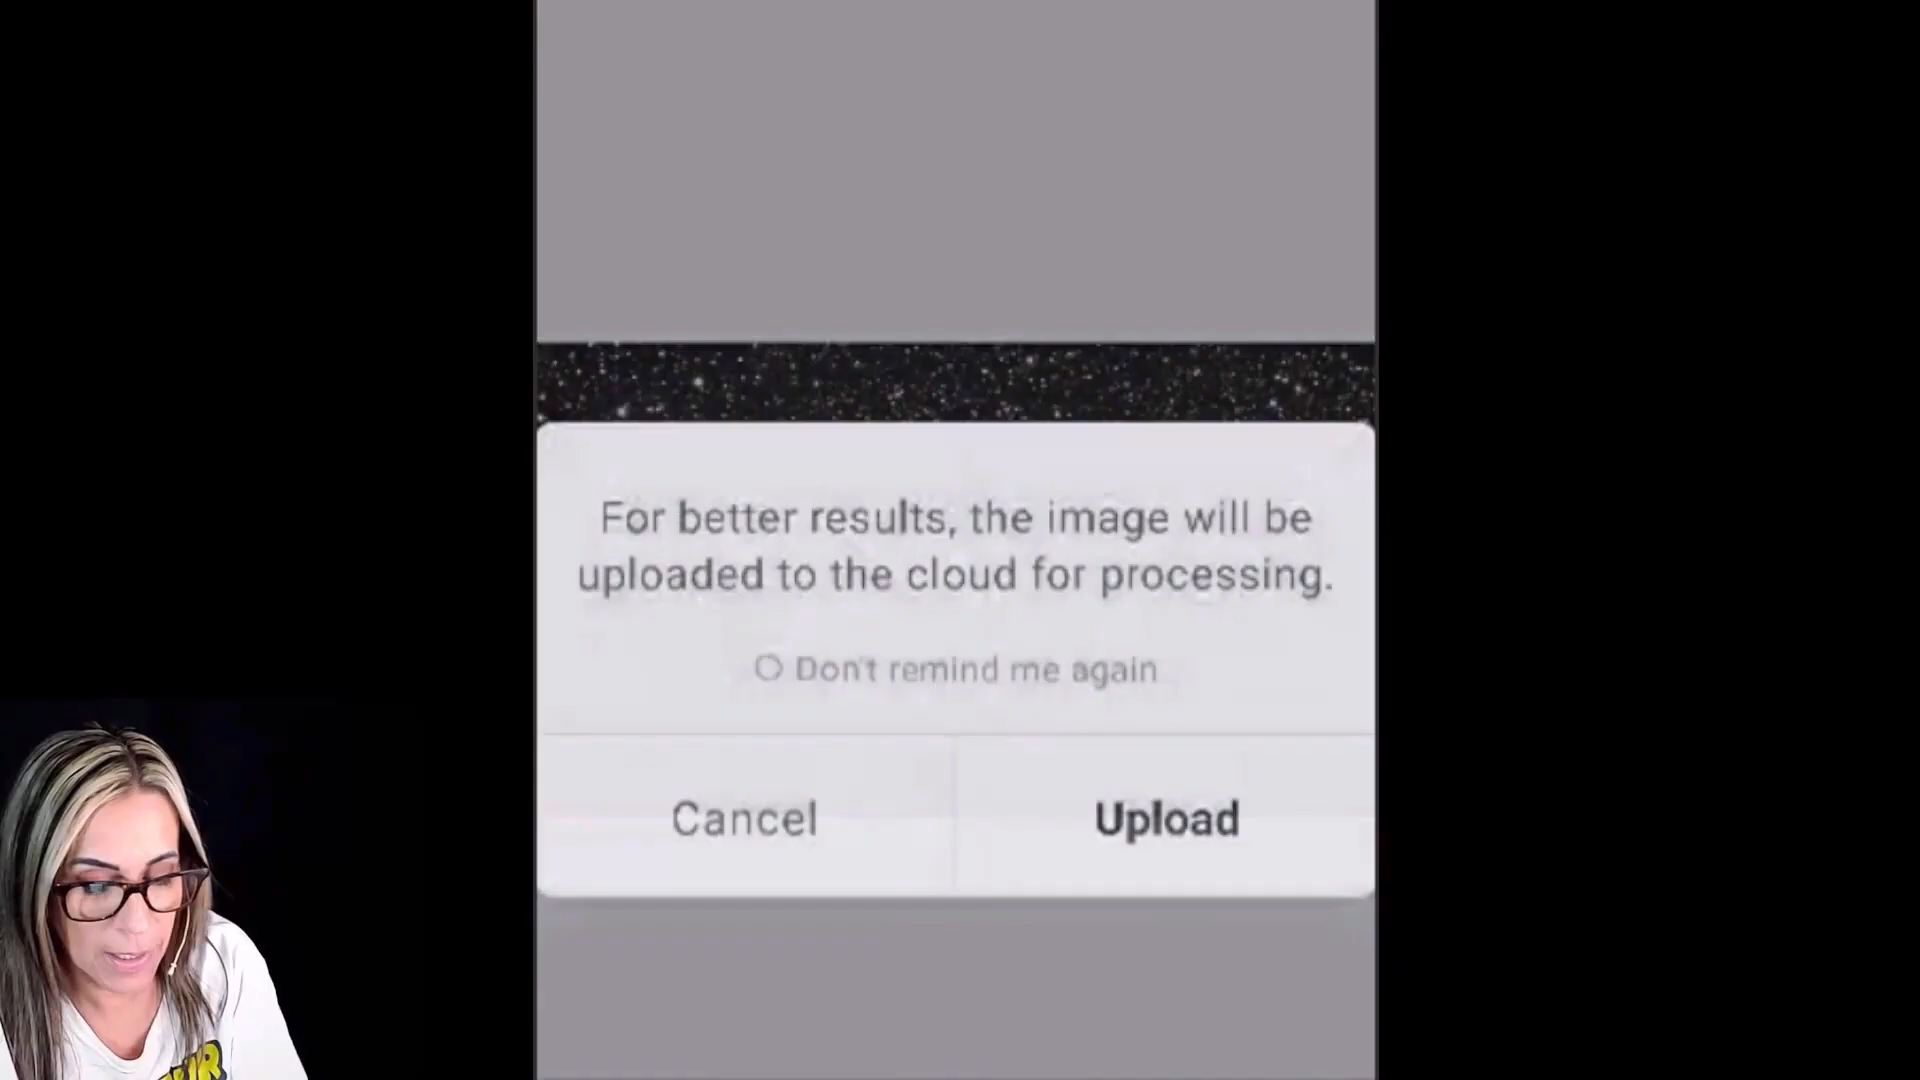 For better results, the image will be
uploaded to the cloud for processing.
Don't remind me again
Cancel
Upload